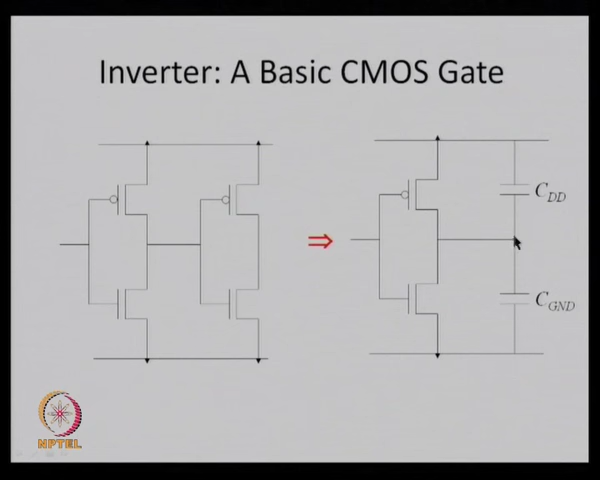 Inverter: A Basic CMOS Gate
⇒
C_DD
C_GND
NPTEL